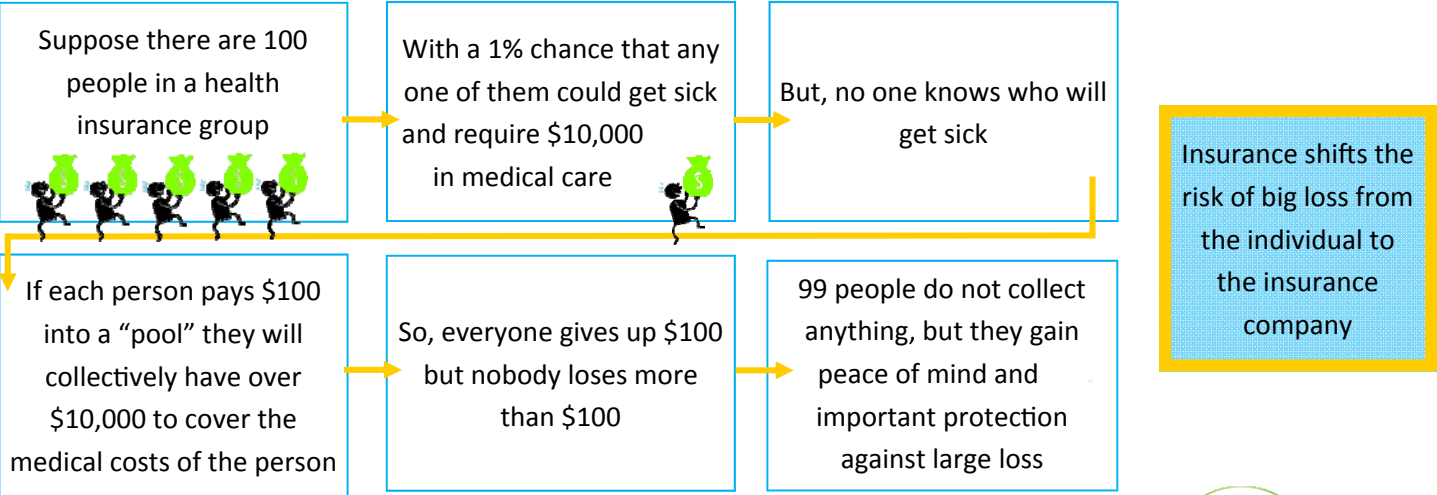 Suppose there are 100
people in a health
insurance group
With a 1% chance that any
one of them could get sick
and require $10,000
in medical care
But, no one knows who will
get sick
If each person pays $100
into a “pool” they will
collectively have over
$10,000 to cover the
medical costs of the person
So, everyone gives up $100
but nobody loses more
than $100
99 people do not collect
anything, but they gain
peace of mind and
important protection
against large loss
Insurance shifts the
risk of big loss from
the individual to
the insurance
company